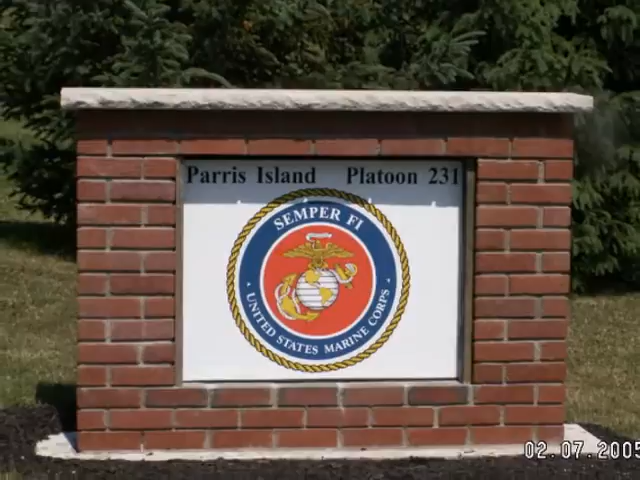 Parris Island Platoon 231
SEMPER FI
UNITED STATES MARINE CORPS
02.07.2005